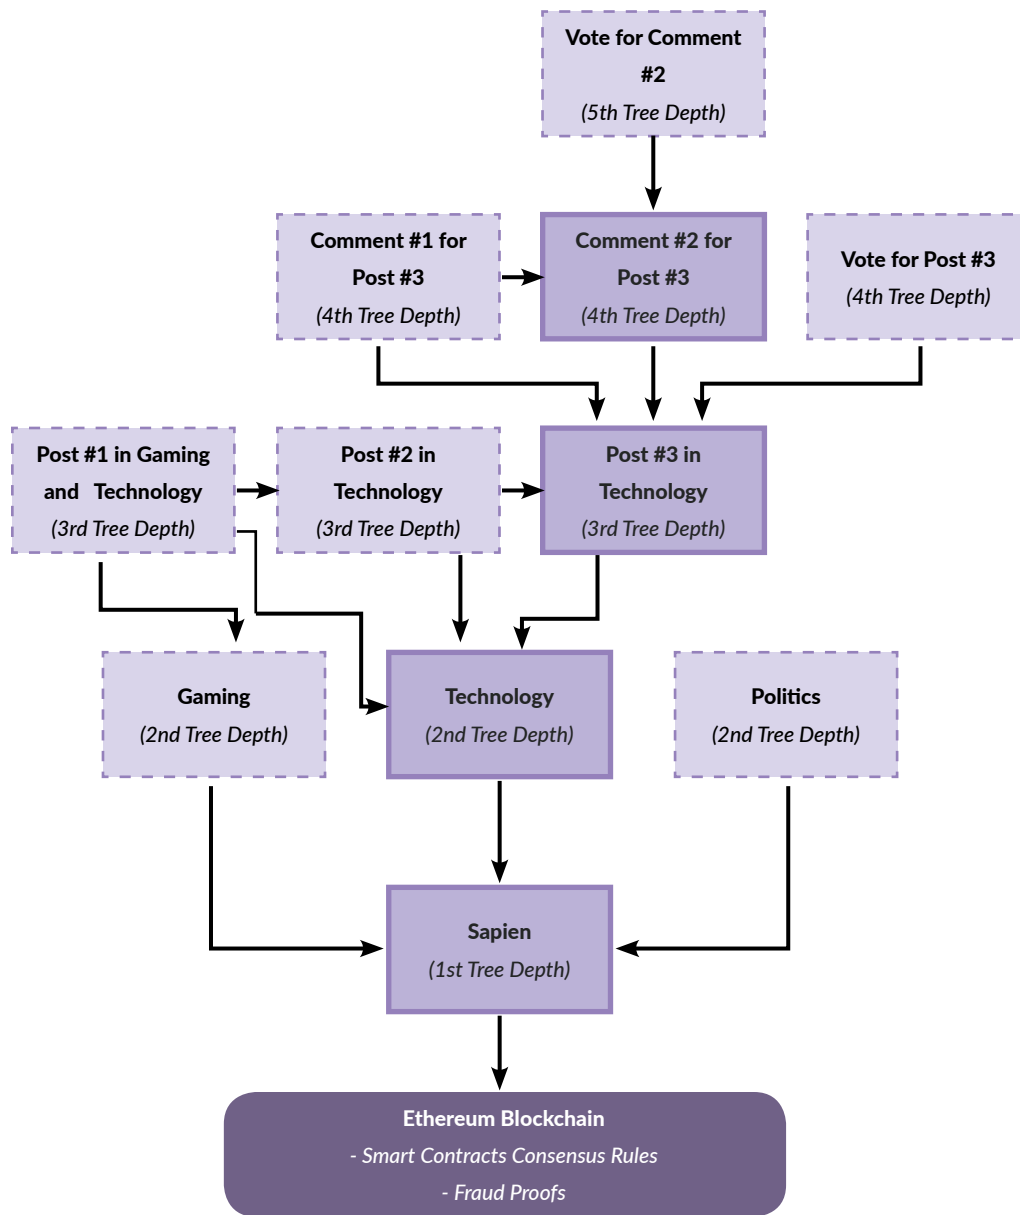 Vote for Comment
#2
(5th Tree Depth)
Comment #1 for
Post #3
(4th Tree Depth)
Comment #2 for
Post #3
(4th Tree Depth)
Vote for Post #3
(4th Tree Depth)
Post #1 in Gaming
and Technology
(3rd Tree Depth)
Post #2 in
Technology
(3rd Tree Depth)
Post #3 in
Technology
(3rd Tree Depth)
Gaming
(2nd Tree Depth)
Technology
(2nd Tree Depth)
Politics
(2nd Tree Depth)
Sapien
(1st Tree Depth)
Ethereum Blockchain
- Smart Contracts Consensus Rules
- Fraud Proofs